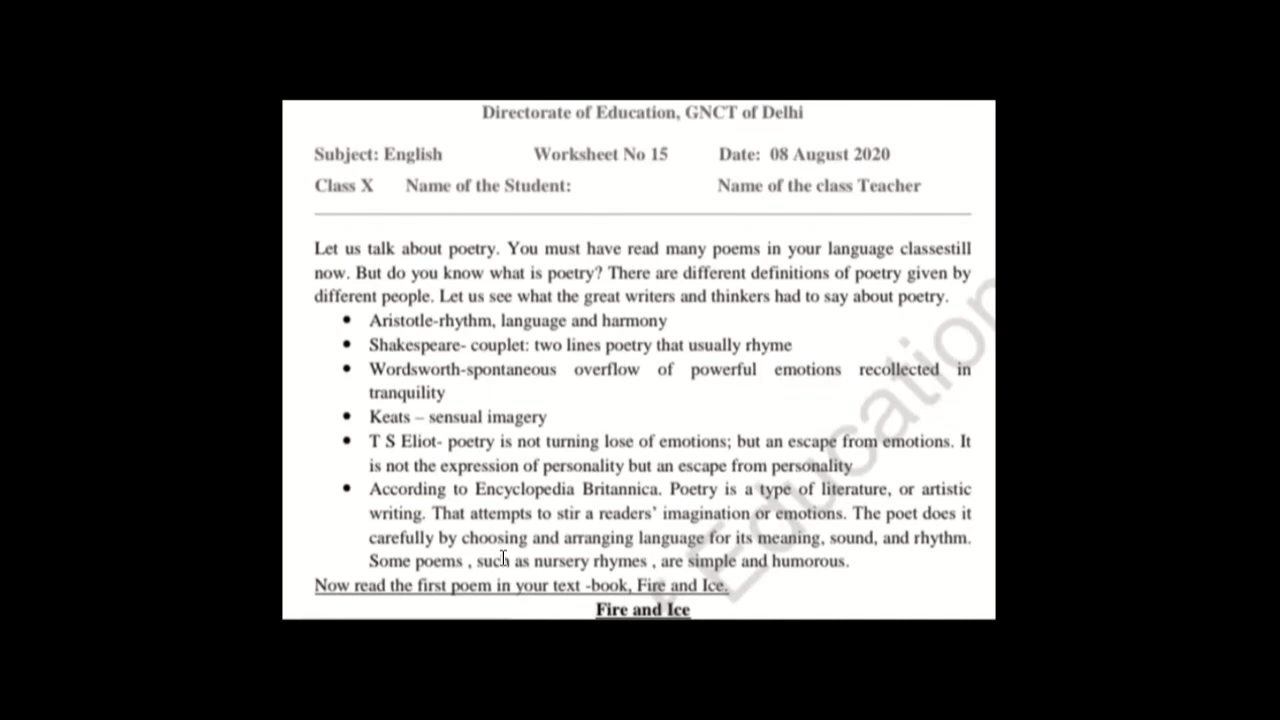 Directorate of Education, GNCT of Delhi
Subject: English Worksheet No 15 Date: 08 August 2020
Class X Name of the Student: Name of the class Teacher
Let us talk about poetry. You must have read many poems in your language classestill
now. But do you know what is poetry? There are different definitions of poetry given by
different people. Let us see what the great writers and thinkers had to say about poetry.
• Aristotle-rhythm, language and harmony
• Shakespeare- couplet: two lines poetry that usually rhyme
• Wordsworth-spontaneous overflow of powerful emotions recollected in
tranquility
• Keats – sensual imagery
• T S Eliot- poetry is not turning lose of emotions; but an escape from emotions. It
is not the expression of personality but an escape from personality
• According to Encyclopedia Britannica. Poetry is a type of literature, or artistic
writing. That attempts to stir a readers' imagination or emotions. The poet does it
carefully by choosing and arranging language for its meaning, sound, and rhythm.
Some poems , such as nursery rhymes , are simple and humorous.
Now read the first poem in your text -book, Fire and Ice.
Fire and Ice
Education